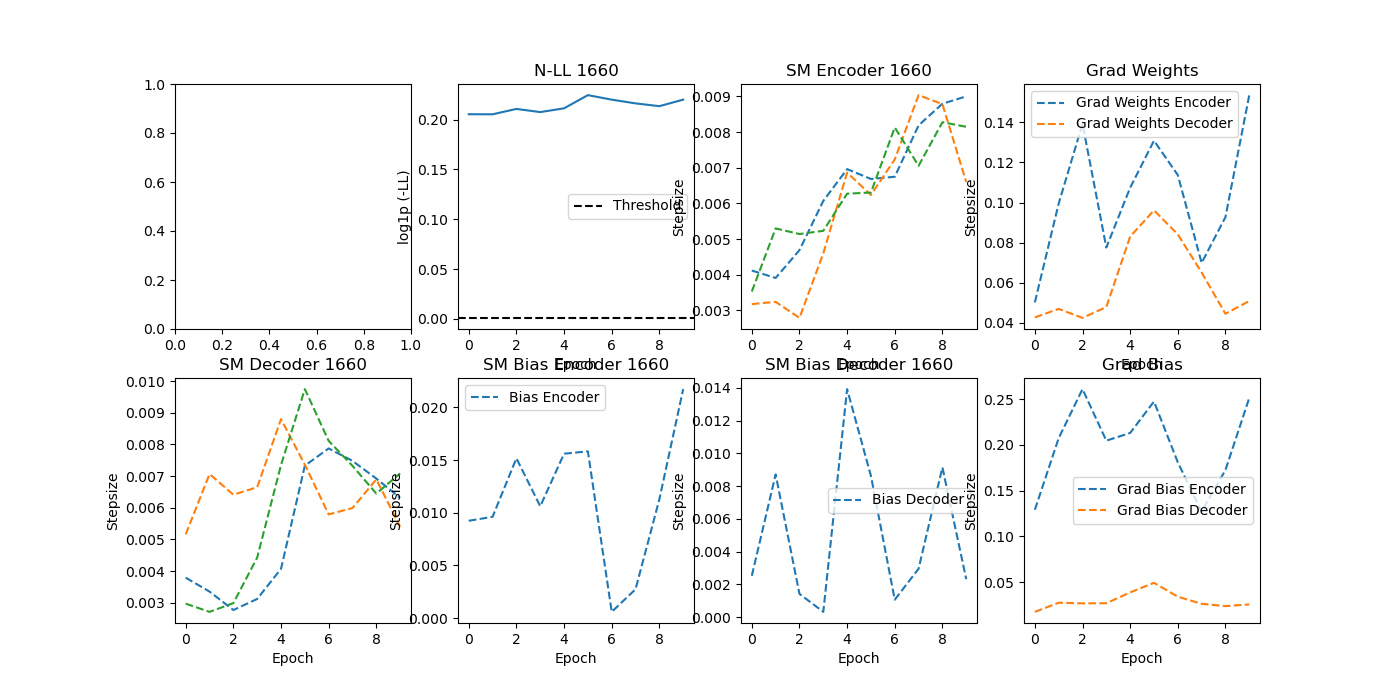 N-LL 1660
SM Encoder 1660
Grad Weights
1.0
0.8
0.6
0.4
0.2
0.0
0.0 0.2 0.4 0.6 0.8 1.0
log1p (-LL)
0.20
0.15
0.10
0.05
0.00
Threshold
0 2 4 6 8
Epoch
Stepsize
0.009
0.008
0.007
0.006
0.005
0.004
0.003
0 2 4 6 8
Epoch
Stepsize
0.14
0.12
0.10
0.08
0.06
0.04
Grad Weights Encoder
Grad Weights Decoder
0 2 4 6 8
Epoch
SM Decoder 1660
SM Bias Encoder 1660
SM Bias Decoder 1660
Grad Bias
Stepsize
0.010
0.009
0.008
0.007
0.006
0.005
0.004
0.003
0 2 4 6 8
Epoch
Stepsize
0.020
0.015
0.010
0.005
0.000
Bias Encoder
0 2 4 6 8
Epoch
Stepsize
0.014
0.012
0.010
0.008
0.006
0.004
0.002
0.000
Bias Decoder
0 2 4 6 8
Epoch
Stepsize
0.25
0.20
0.15
0.10
0.05
Grad Bias Encoder
Grad Bias Decoder
0 2 4 6 8
Epoch